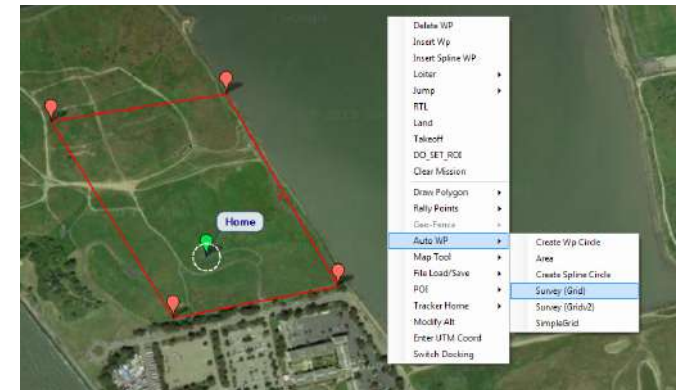 Delete WP
Insert Wp
Insert Spline WP
Loiter
Jump
RTL
Land
Takeoff
DO_SET_ROI
Clear Mission
Draw Polygon
Rally Points
Geo-Fence
Auto WP
Map Tool
File Load/Save
POI
Tracker Home
Modify Alt
Enter UTM Coord
Switch Docking
Create Wp Circle
Area
Create Spline Circle
Survey (Grid)
Survey (Gridv2)
SimpleGrid
Home